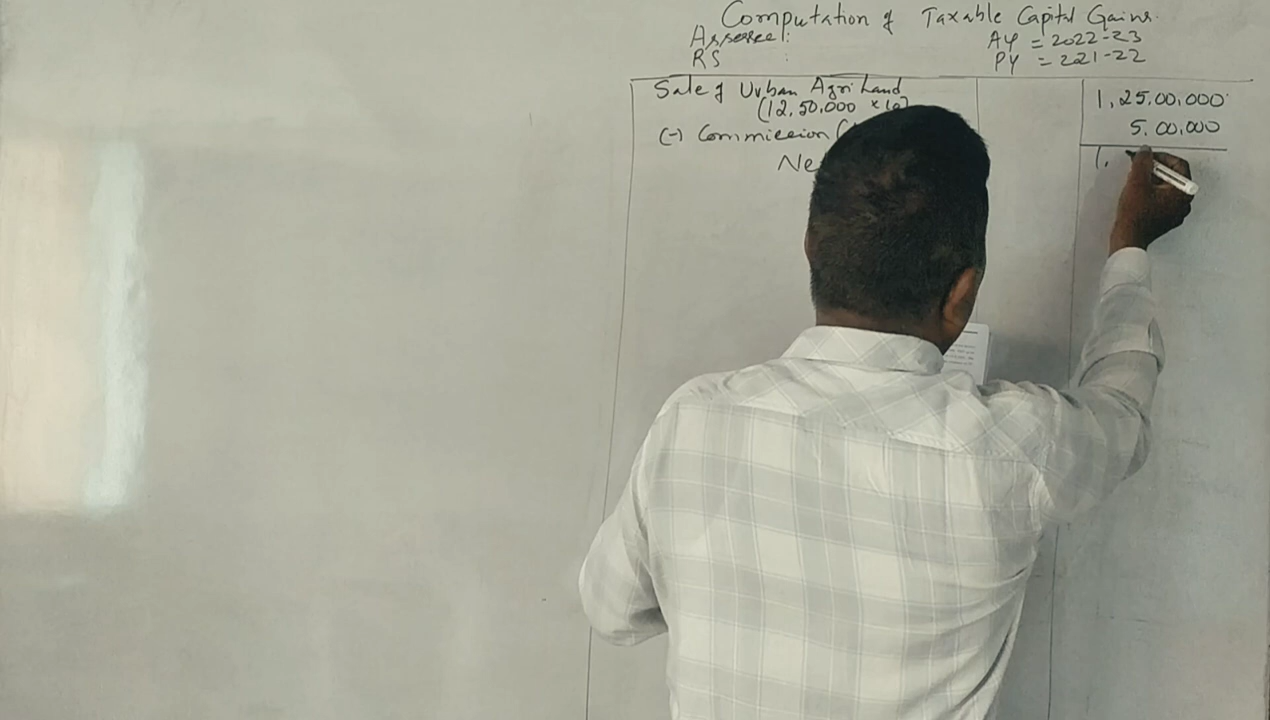 Computation of Taxable Capital Gains.
Assessee :
AY = 2022-23
RS :
PY = 221-22
Sale of Urban Agri Land
(12,50,000 × 10
1,25,00,000
(-) Commission (
5,00,000
Ne
1,